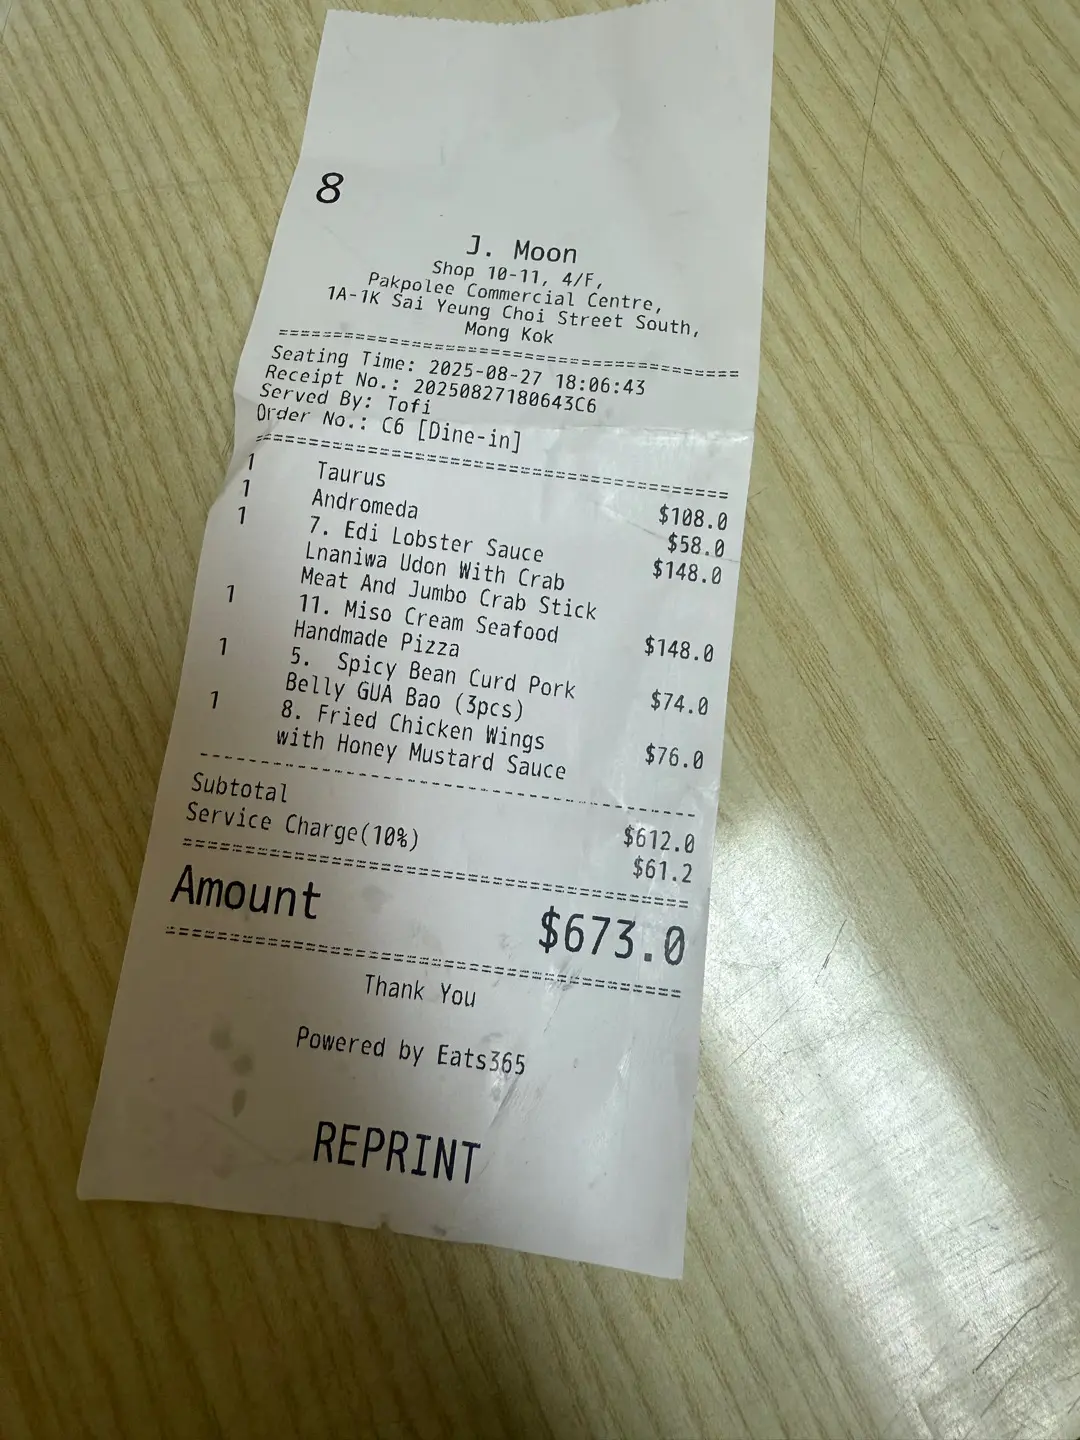 8
J. Moon
Shop 10-11, 4/F,
Pakpolee Commercial Centre,
1A-1K Sai Yeung Choi Street South,
Mong Kok
======================================
Seating Time: 2025-08-27 18:06:43
Receipt No.: 20250827180643C6
Served By: Tofi
Order No.: C6 [Dine-in]
======================================
1 Taurus $108.0
1 Andromeda $58.0
1 7. Edi Lobster Sauce $148.0
Lnaniwa Udon With Crab
Meat And Jumbo Crab Stick
1 11. Miso Cream Seafood $148.0
Handmade Pizza
1 5. Spicy Bean Curd Pork $74.0
Belly GUA Bao (3pcs)
1 8. Fried Chicken Wings $76.0
with Honey Mustard Sauce
--------------------------------------
Subtotal $612.0
Service Charge(10%) $61.2
======================================
Amount $673.0
======================================
Thank You
Powered by Eats365
REPRINT